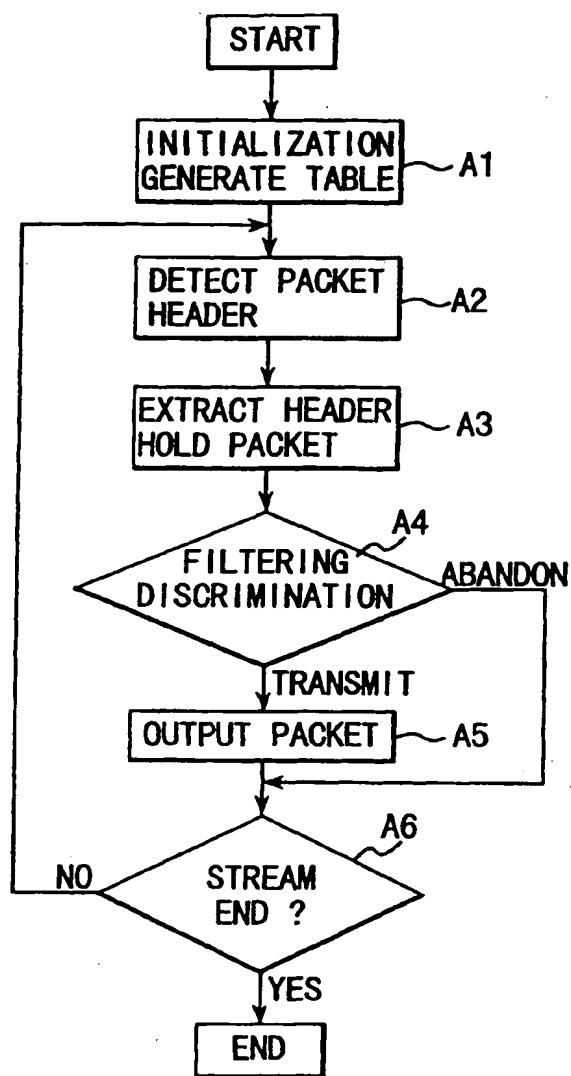 START
INITIALIZATION
GENERATE TABLE
A1
DETECT PACKET
HEADER
A2
EXTRACT HEADER
HOLD PACKET
A3
A4
FILTERING
DISCRIMINATION
ABANDON
TRANSMIT
OUTPUT PACKET
A5
A6
NO
STREAM
END ?
YES
END